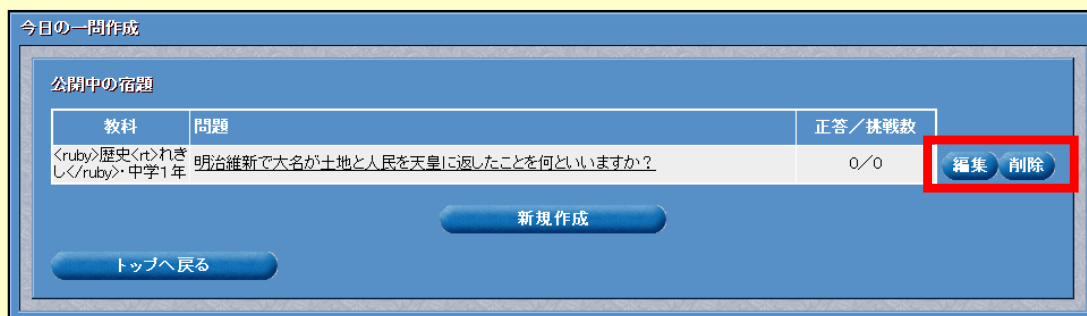 今日の一問作成
公開中の宿題
教科 問題 正答／挑戦数
<ruby>歴史<rt>れき
し</ruby>・中学1年 明治維新で大名が土地と人民を天皇に返したことを何といいますか？ 0／0 編集 削除
新規作成
トップへ戻る